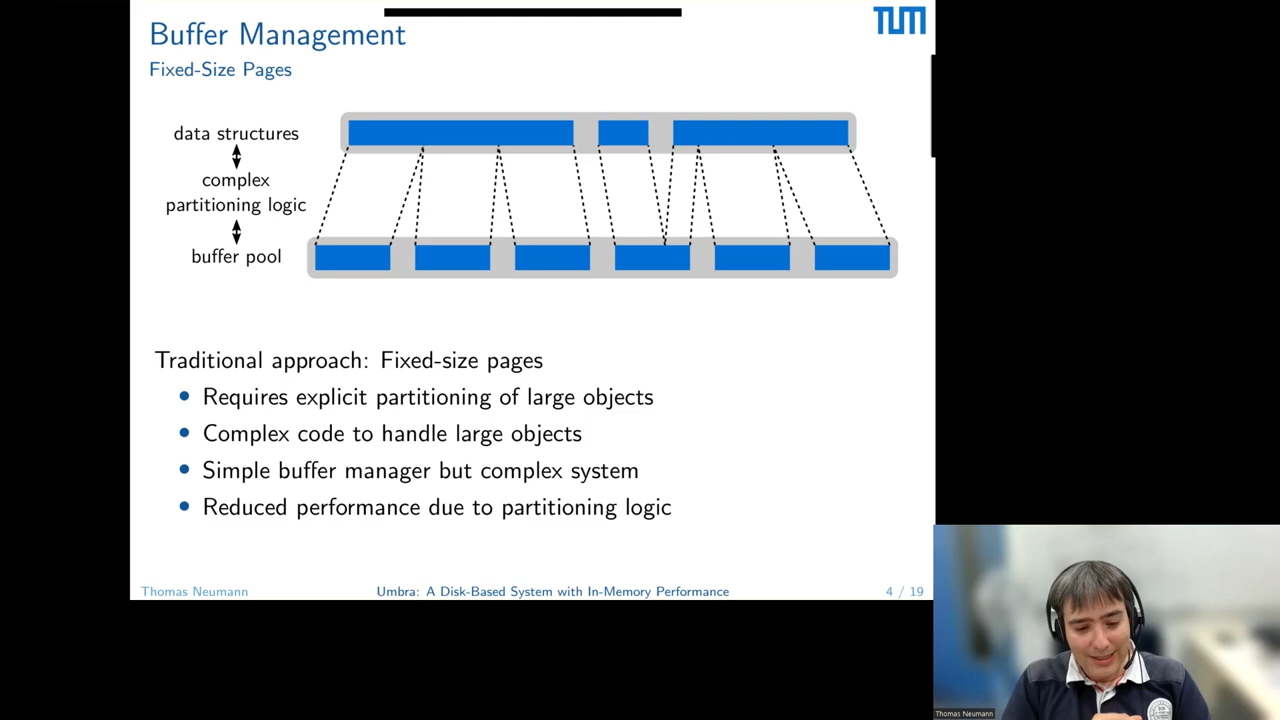 Buffer Management
TUM
Fixed-Size Pages
data structures
complex
partitioning logic
buffer pool
Traditional approach: Fixed-size pages
• Requires explicit partitioning of large objects
• Complex code to handle large objects
• Simple buffer manager but complex system
• Reduced performance due to partitioning logic
Thomas Neumann
Umbra: A Disk-Based System with In-Memory Performance
4 / 19
Thomas Neumann